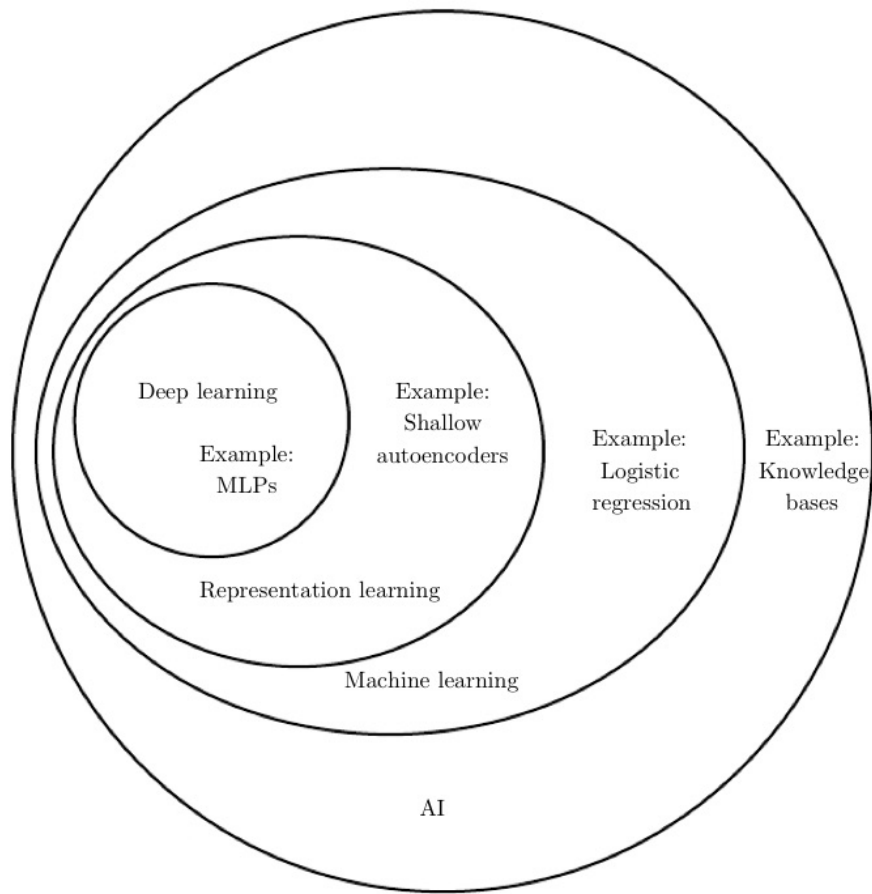 Deep learning
Example:
MLPs
Example:
Shallow
autoencoders
Example:
Logistic
regression
Example:
Knowledge
bases
Representation learning
Machine learning
AI